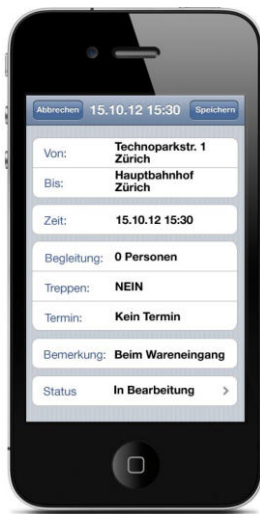 Abbrechen 15.10.12 15:30 Speichern
Von: Technoparkstr. 1
Zürich
Bis: Hauptbahnhof
Zürich
Zeit: 15.10.12 15:30
Begleitung: 0 Personen
Treppen: NEIN
Termin: Kein Termin
Bemerkung: Beim Wareneingang
Status In Bearbeitung